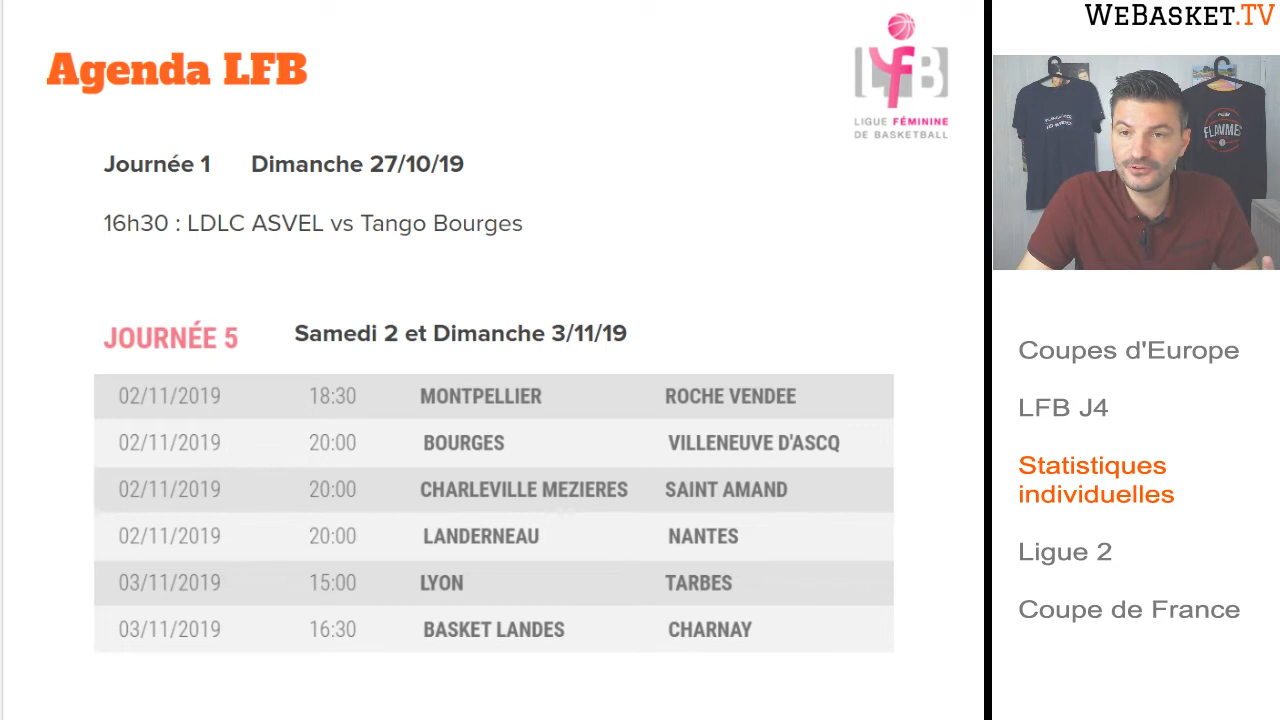 WeBasket.TV
Agenda LFB
LFB
LIGUE FÉMININE
DE BASKETBALL
Journée 1 Dimanche 27/10/19
16h30 : LDLC ASVEL vs Tango Bourges
JOURNÉE 5 Samedi 2 et Dimanche 3/11/19
02/11/2019 18:30 MONTPELLIER ROCHE VENDEE
02/11/2019 20:00 BOURGES VILLENEUVE D'ASCQ
02/11/2019 20:00 CHARLEVILLE MEZIERES SAINT AMAND
02/11/2019 20:00 LANDERNEAU NANTES
03/11/2019 15:00 LYON TARBES
03/11/2019 16:30 BASKET LANDES CHARNAY
FLAMMES
Coupes d'Europe
LFB J4
Statistiques
individuelles
Ligue 2
Coupe de France